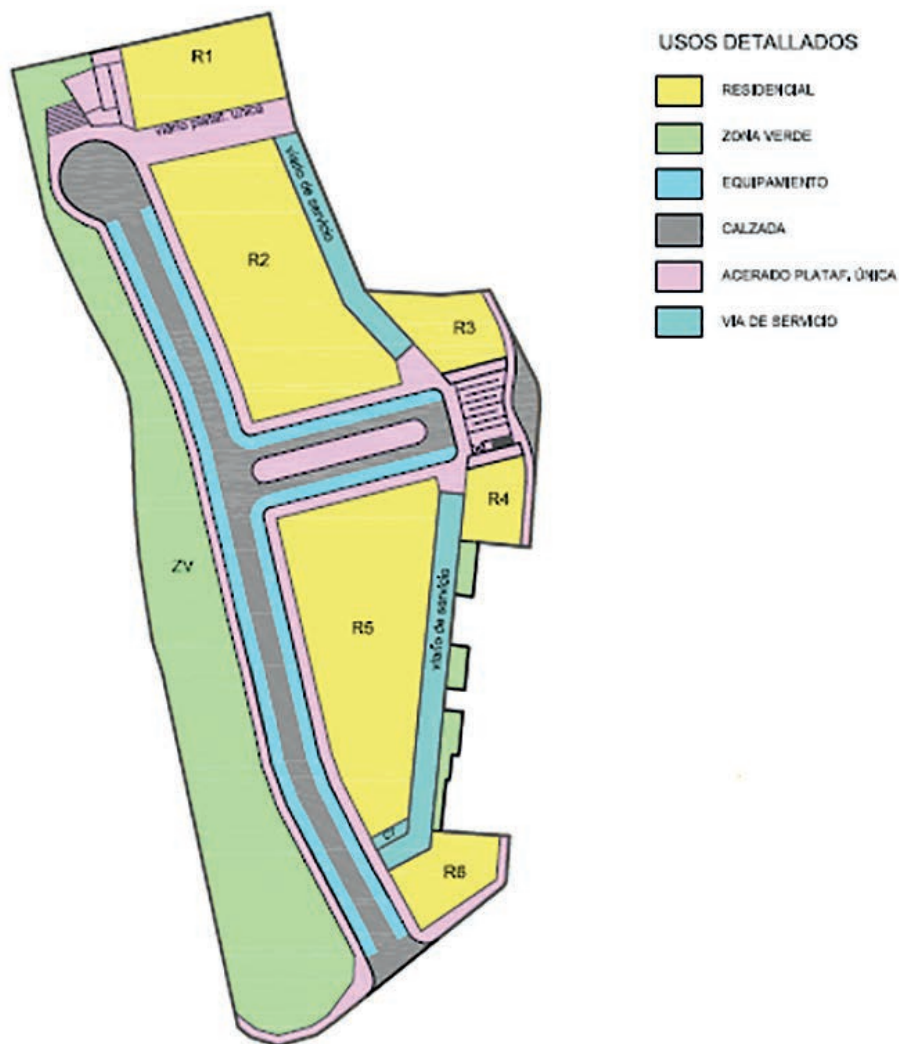 USOS DETALLADOS
RESIDENCIAL
ZONA VERDE
EQUIPAMIENTO
CALZADA
ACERADO PLATAF. ÚNICA
VIA DE SERVICIO
R1
viario plataf. única
viario de servicio
R2
R3
R4
ZV
R5
viario de servicio
CT
R6